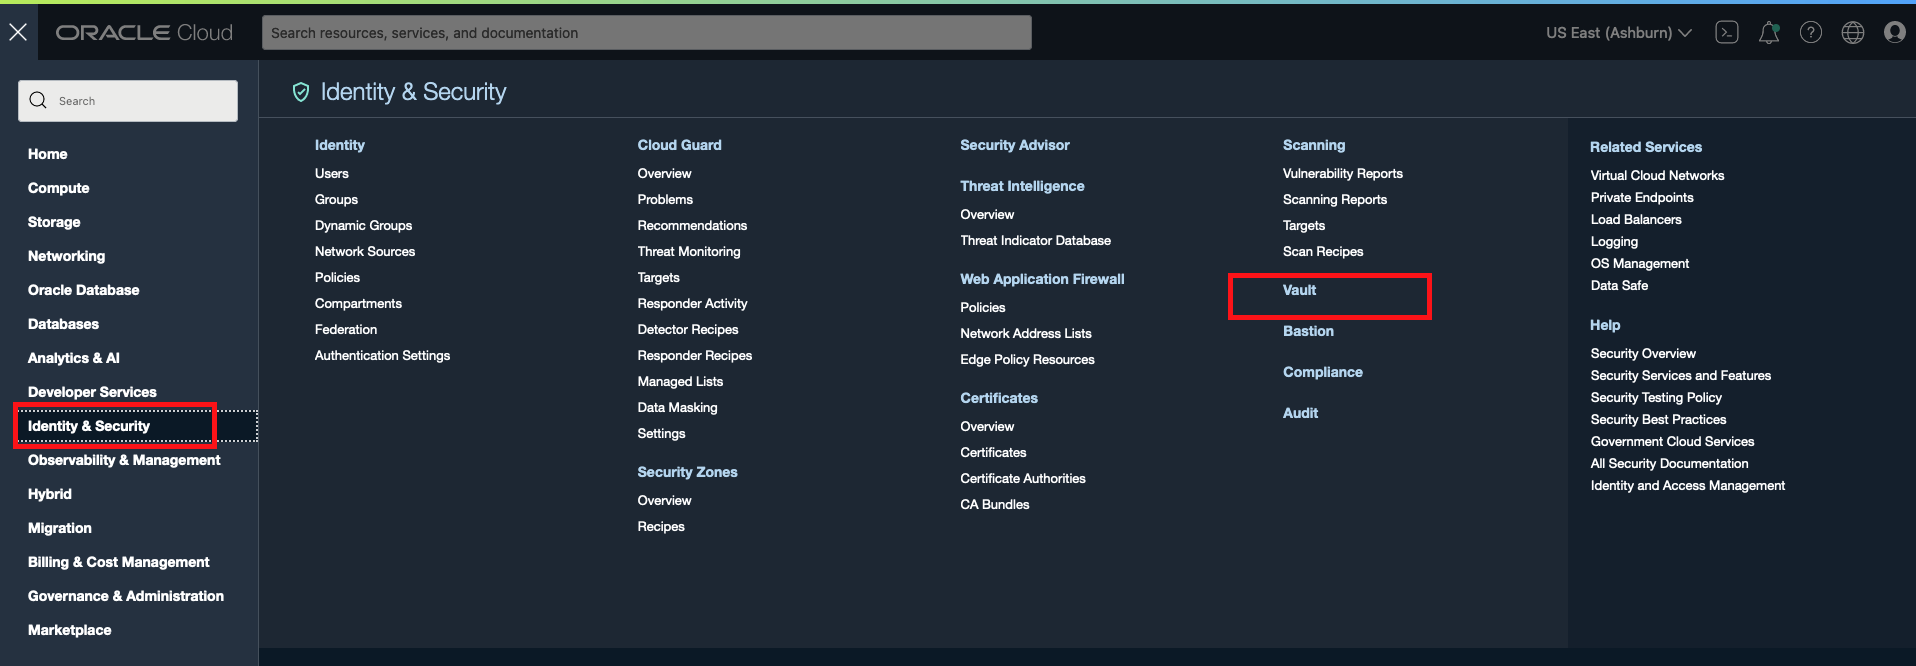 ORACLE Cloud
Search resources, services, and documentation
US East (Ashburn)
Search
Home
Compute
Storage
Networking
Oracle Database
Databases
Analytics & AI
Developer Services
Identity & Security
Observability & Management
Hybrid
Migration
Billing & Cost Management
Governance & Administration
Marketplace
Identity & Security
Identity
Users
Groups
Dynamic Groups
Network Sources
Policies
Compartments
Federation
Authentication Settings
Cloud Guard
Overview
Problems
Recommendations
Threat Monitoring
Targets
Responder Activity
Detector Recipes
Responder Recipes
Managed Lists
Data Masking
Settings
Security Zones
Overview
Recipes
Security Advisor
Threat Intelligence
Overview
Threat Indicator Database
Web Application Firewall
Policies
Network Address Lists
Edge Policy Resources
Certificates
Overview
Certificates
Certificate Authorities
CA Bundles
Scanning
Vulnerability Reports
Scanning Reports
Targets
Scan Recipes
Vault
Bastion
Compliance
Audit
Related Services
Virtual Cloud Networks
Private Endpoints
Load Balancers
Logging
OS Management
Data Safe
Help
Security Overview
Security Services and Features
Security Testing Policy
Security Best Practices
Government Cloud Services
All Security Documentation
Identity and Access Management